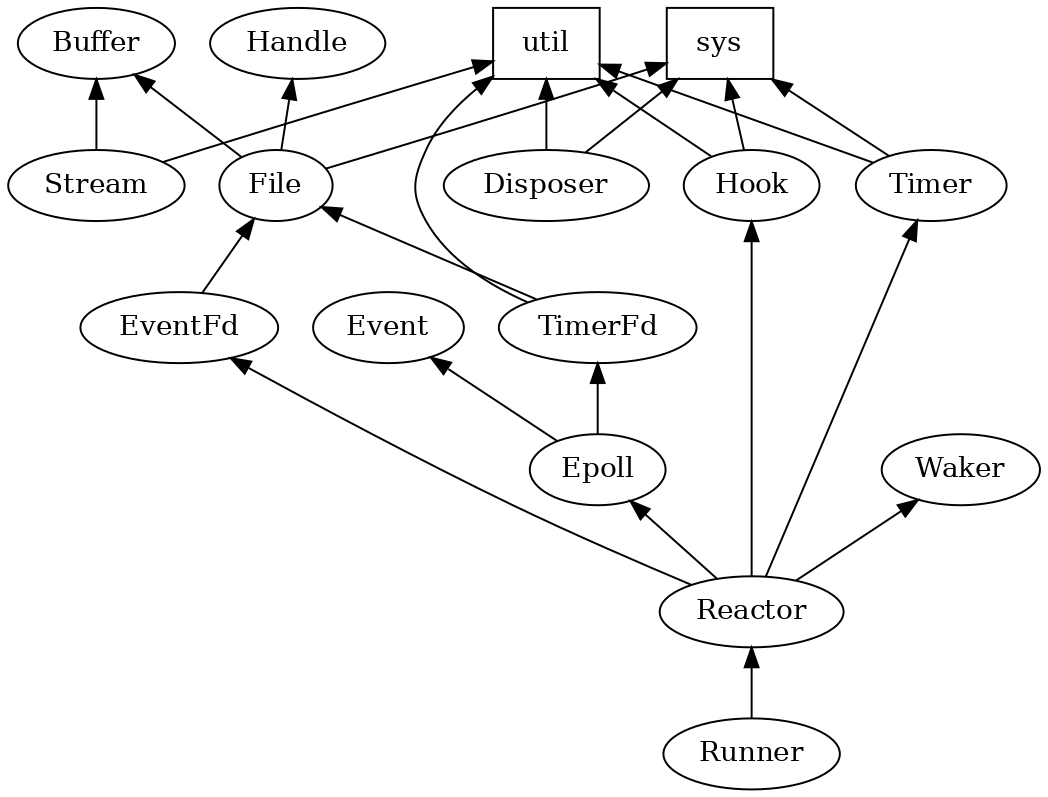 Buffer
Handle
util
sys
Stream
File
Disposer
Hook
Timer
EventFd
Event
TimerFd
Epoll
Waker
Reactor
Runner